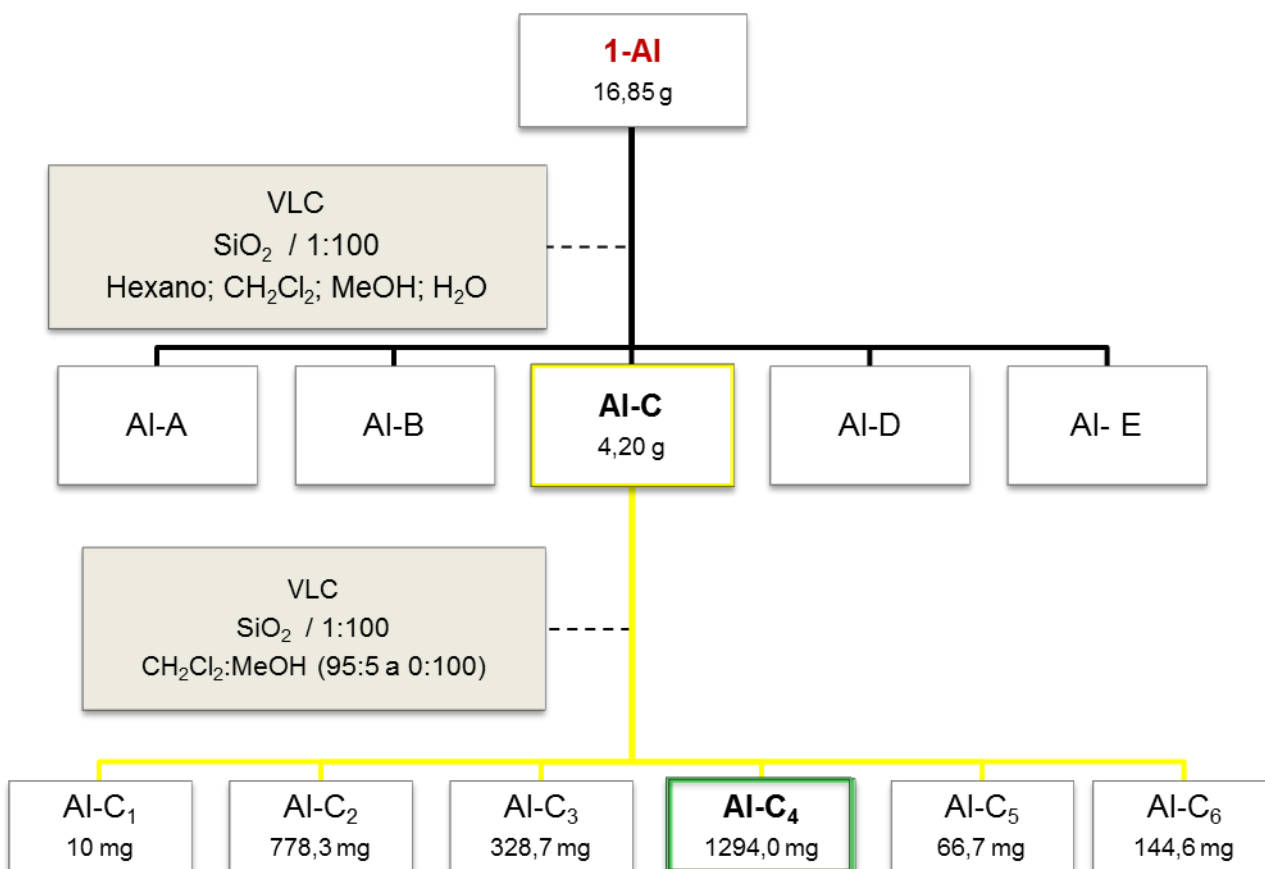 1-Al
16,85 g
VLC
SiO₂ / 1:100
Hexano; CH₂Cl₂; MeOH; H₂O
Al-A
Al-B
Al-C
4,20 g
Al-D
Al- E
VLC
SiO₂ / 1:100
CH₂Cl₂:MeOH (95:5 a 0:100)
Al-C₁
10 mg
Al-C₂
778,3 mg
Al-C₃
328,7 mg
Al-C₄
1294,0 mg
Al-C₅
66,7 mg
Al-C₆
144,6 mg